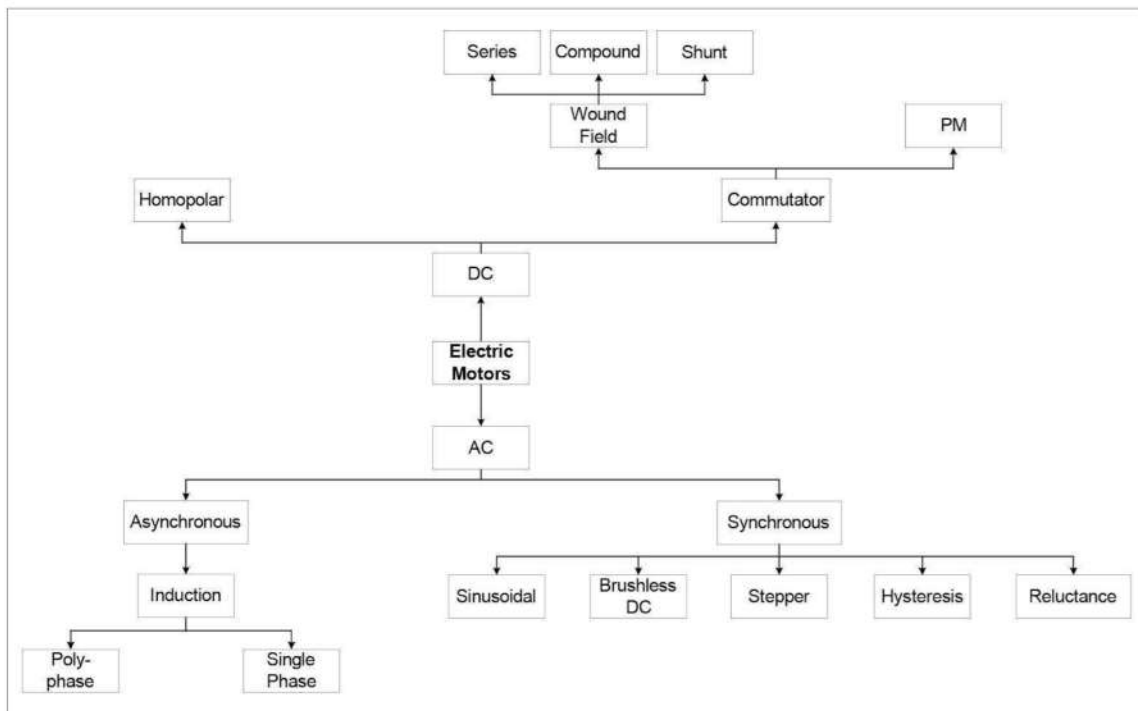 Series
Compound
Shunt
Wound
Field
PM
Homopolar
Commutator
DC
Electric
Motors
AC
Asynchronous
Synchronous
Induction
Sinusoidal
Brushless
DC
Stepper
Hysteresis
Reluctance
Poly-
phase
Single
Phase